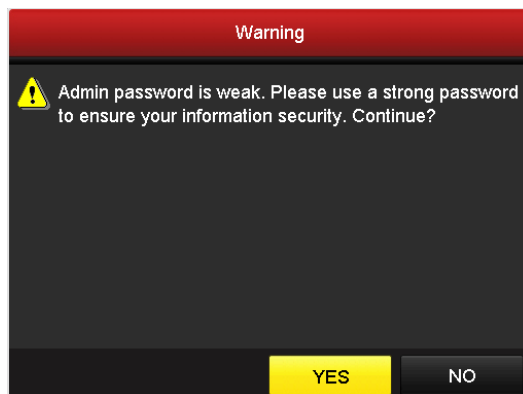 Warning
Admin password is weak. Please use a strong password
to ensure your information security. Continue?
YES NO